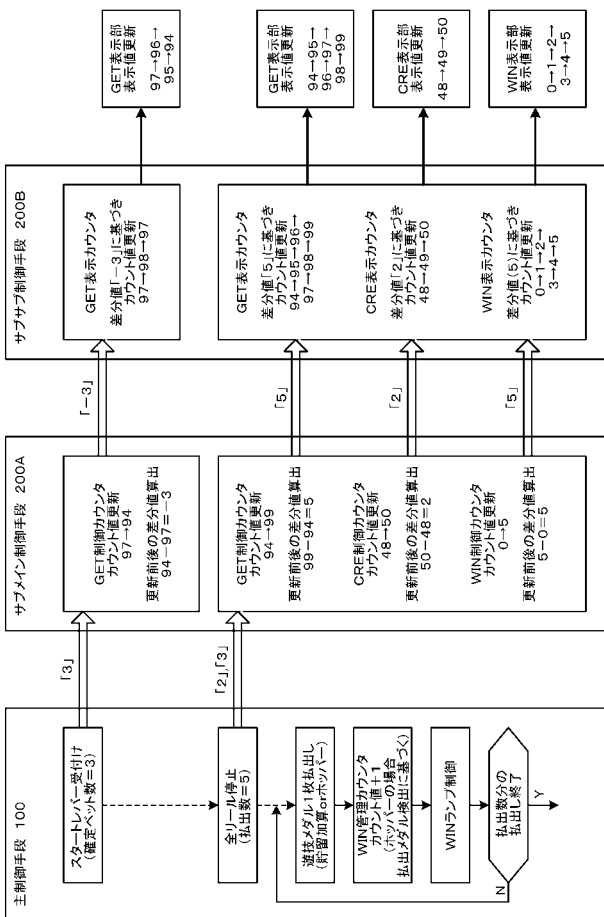 主制御手段 100
スタートレバー受付け
(確定ベット数=3)
全リール停止
(払出数=5)
遊技メダル1枚払出し
(貯留加算orホッパー)
WIN管理カウンタ
カウント値+1
(ホッパーの場合
払出メダル検出に基づく)
WINランプ制御
払出数分の
払出し終了
N
Y
「3」
「2」,「3」
サブメイン制御手段 200A
GET制御カウンタ
カウント値更新
97→94
更新前後の差分値算出
94-97=-3
GET制御カウンタ
カウント値更新
94→99
更新前後の差分値算出
99-94=5
CRE制御カウンタ
カウント値更新
48→50
更新前後の差分値算出
50-48=2
WIN制御カウンタ
カウント値更新
0→5
更新前後の差分値算出
5-0=5
「-3」
「5」
「2」
「5」
サブサブ制御手段 200B
GET表示カウンタ
差分値「-3」に基づき
カウント値更新
97→98→97
GET表示カウンタ
差分値「5」に基づき
カウント値更新
94→95→96→
97→98→99
CRE表示カウンタ
差分値「2」に基づき
カウント値更新
48→49→50
WIN表示カウンタ
差分値(5)に基づき
カウント値更新
0→1→2→
3→4→5
GET表示部
表示値更新
97→96→
95→94
GET表示部
表示値更新
94→95→
96→97→
98→99
CRE表示部
表示値更新
48→49→50
WIN表示部
表示値更新
0→1→2→
3→4→5